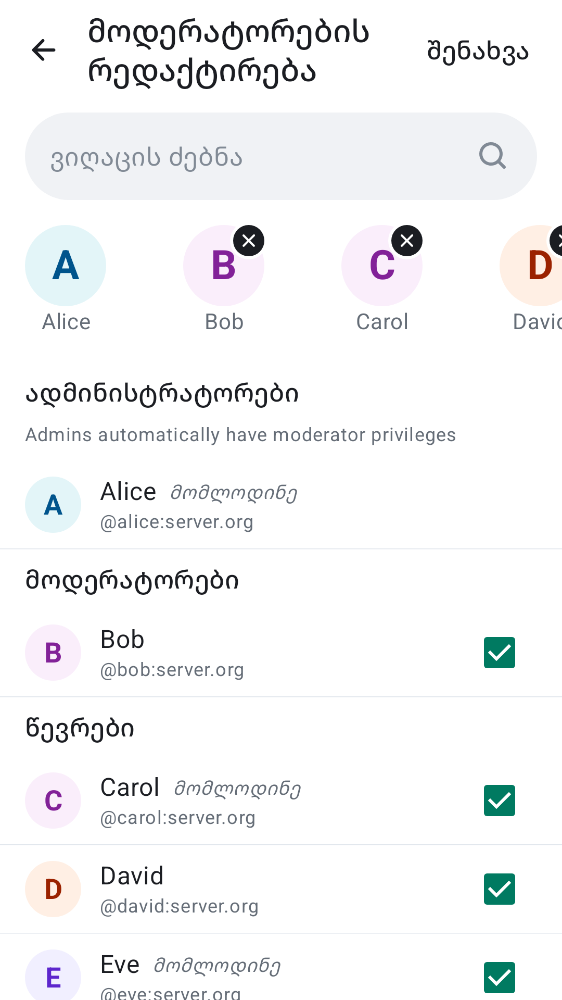 მოდერატორების
რედაქტირება
შენახვა
ვიღაცის ძებნა
A
B
C
D
Alice
Bob
Carol
ადმინისტრატორები
Admins automatically have moderator privileges
A
Alice მომლოდინე
@alice:server.org
მოდერატორები
B
Bob
@bob:server.org
წევრები
C
Carol მომლოდინე
@carol:server.org
D
David
@david:server.org
E
Eve მომლოდინე
@eve:server.org